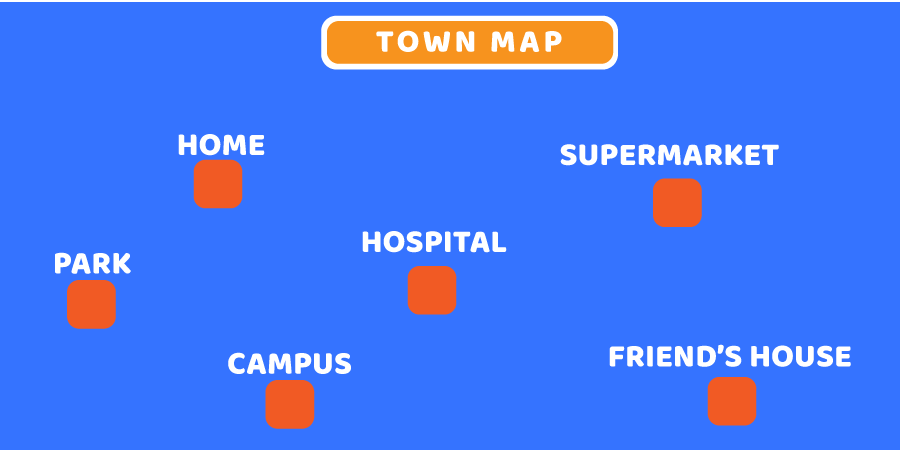 TOWN MAP
HOME
SUPERMARKET
HOSPITAL
PARK
CAMPUS
FRIEND’S HOUSE